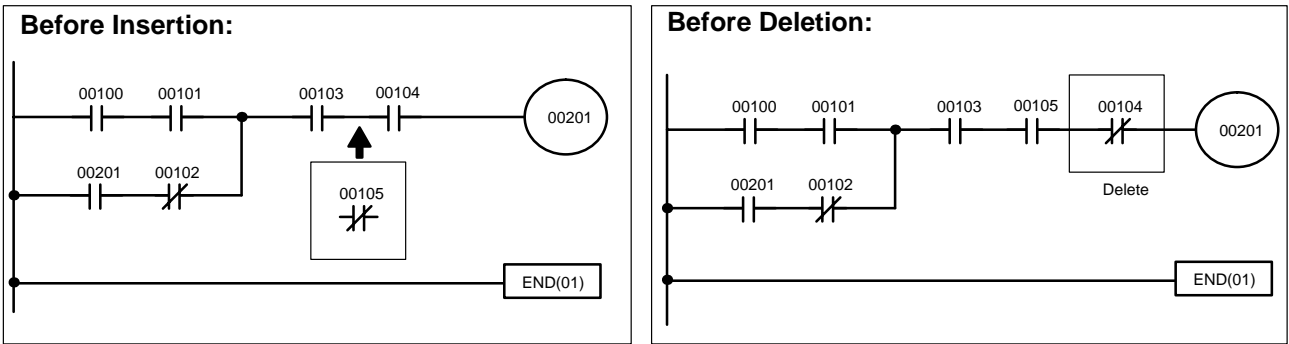 Before Insertion:
00100 00101 00103 00104
00201
00201 00102
00105
END(01)
Before Deletion:
00100 00101 00103 00105 00104
00201
00201 00102
Delete
END(01)